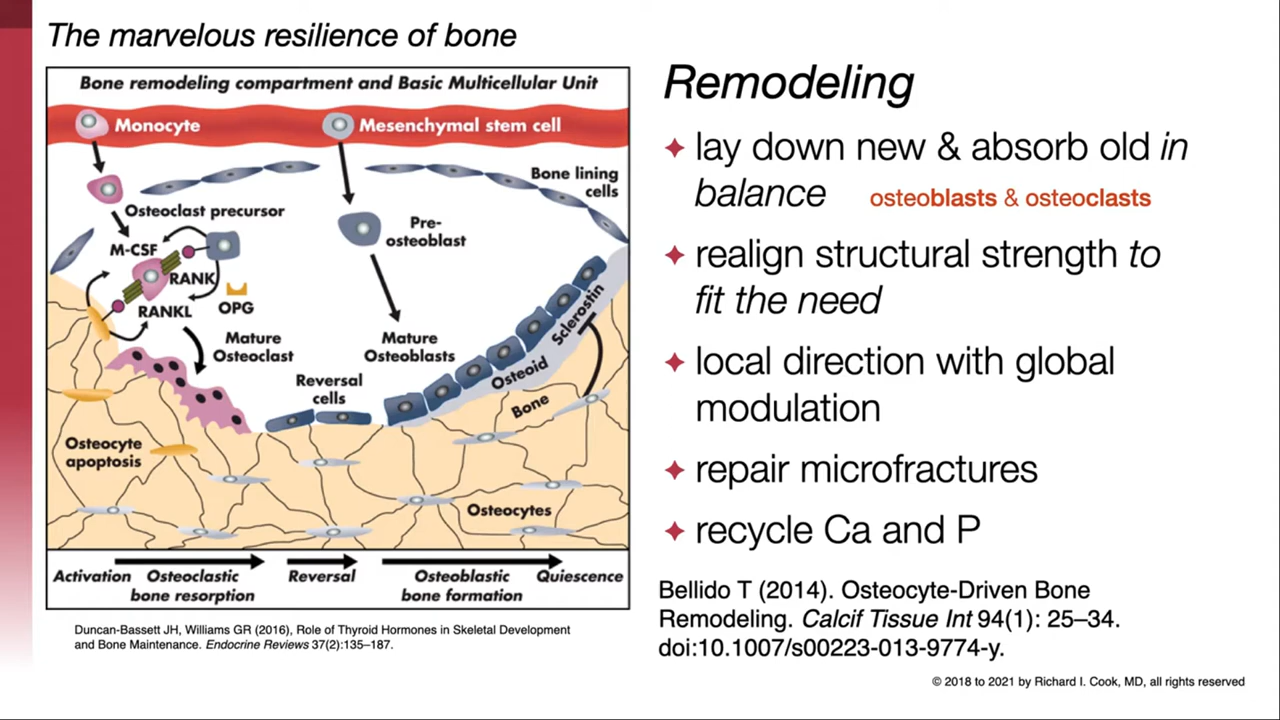 The marvelous resilience of bone
Bone remodeling compartment and Basic Multicellular Unit
Monocyte
Mesenchymal stem cell
Bone lining
cells
Osteoclast precursor
Pre-
osteoblast
M-CSF
RANK
RANKL
OPG
Mature
Osteoclast
Mature
Osteoblasts
Sclerostin
Reversal
cells
Osteoid
Bone
Osteocyte
apoptosis
Osteocytes
Activation
Osteoclastic
bone resorption
Reversal
Osteoblastic
bone formation
Quiescence
Duncan-Bassett JH, Williams GR (2016), Role of Thyroid Hormones in Skeletal Development
and Bone Maintenance. Endocrine Reviews 37(2):135–187.
Remodeling
lay down new & absorb old in
balance
osteoblasts & osteoclasts
realign structural strength to
fit the need
local direction with global
modulation
repair microfractures
recycle Ca and P
Bellido T (2014). Osteocyte-Driven Bone
Remodeling. Calcif Tissue Int 94(1): 25–34.
doi:10.1007/s00223-013-9774-y.
© 2018 to 2021 by Richard I. Cook, MD, all rights reserved